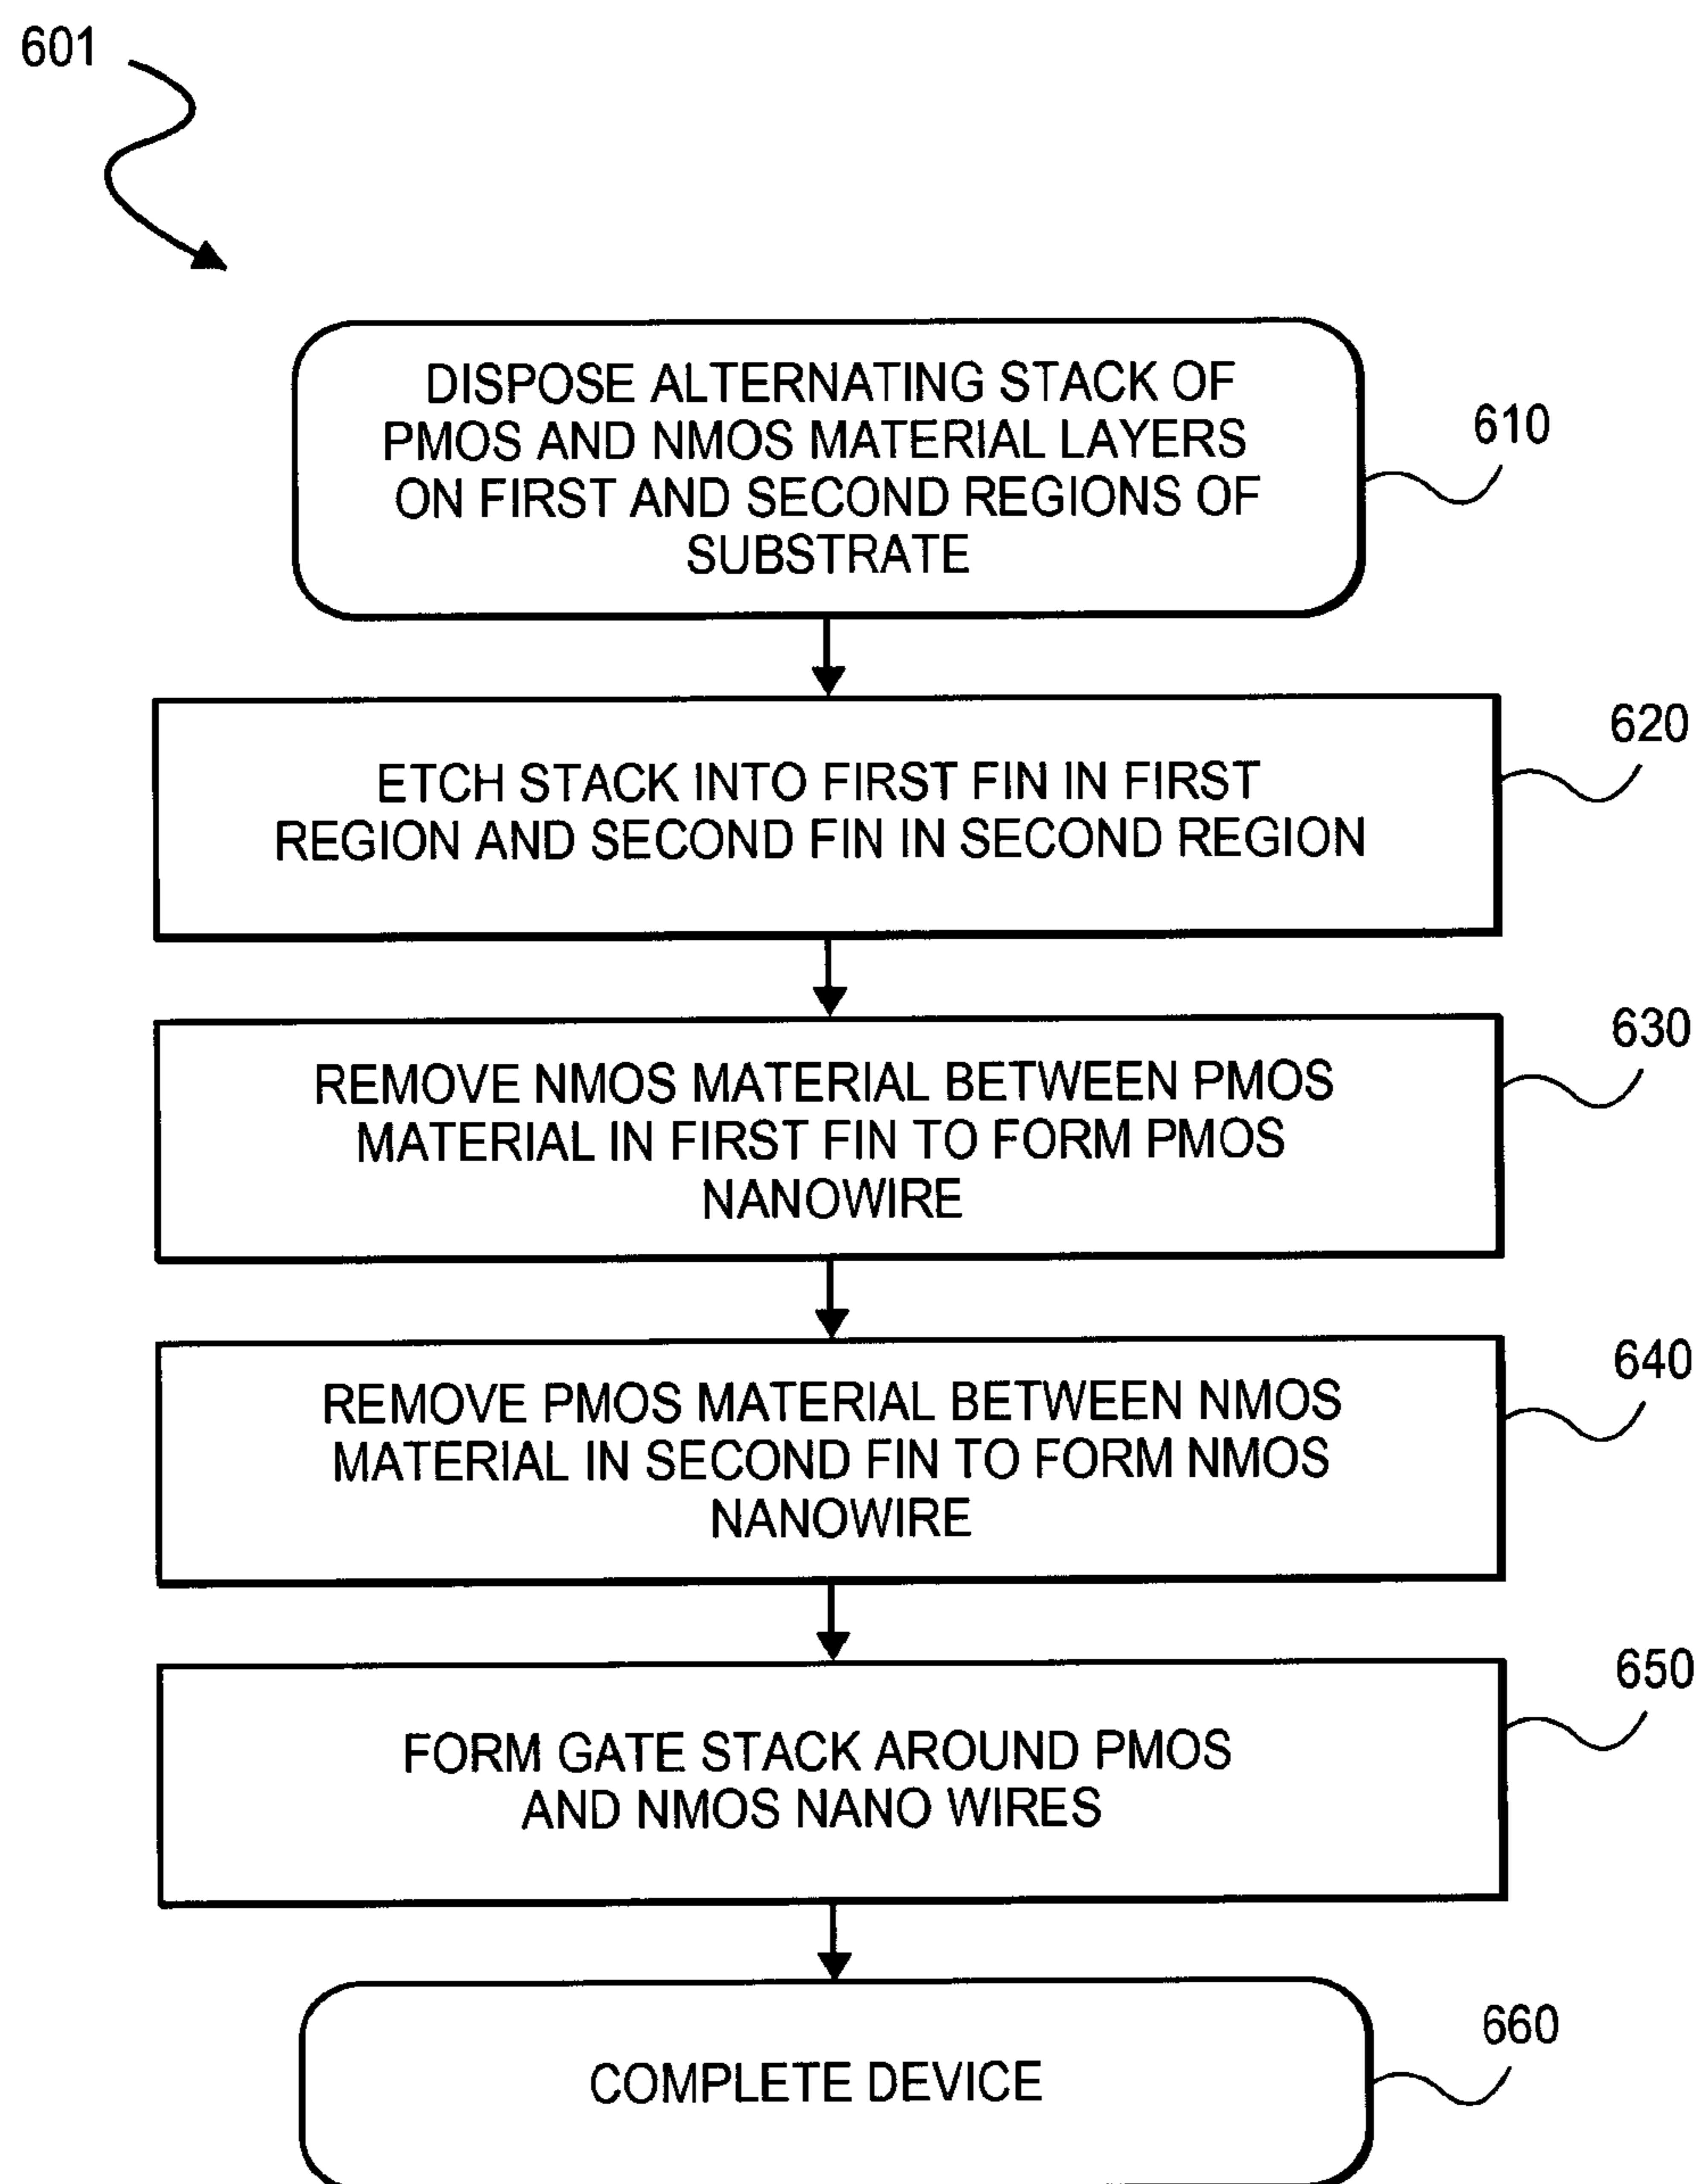 601
DISPOSE ALTERNATING STACK OF
PMOS AND NMOS MATERIAL LAYERS
ON FIRST AND SECOND REGIONS OF
SUBSTRATE
610
ETCH STACK INTO FIRST FIN IN FIRST
REGION AND SECOND FIN IN SECOND REGION
620
REMOVE NMOS MATERIAL BETWEEN PMOS
MATERIAL IN FIRST FIN TO FORM PMOS
NANOWIRE
630
REMOVE PMOS MATERIAL BETWEEN NMOS
MATERIAL IN SECOND FIN TO FORM NMOS
NANOWIRE
640
FORM GATE STACK AROUND PMOS
AND NMOS NANO WIRES
650
COMPLETE DEVICE
660